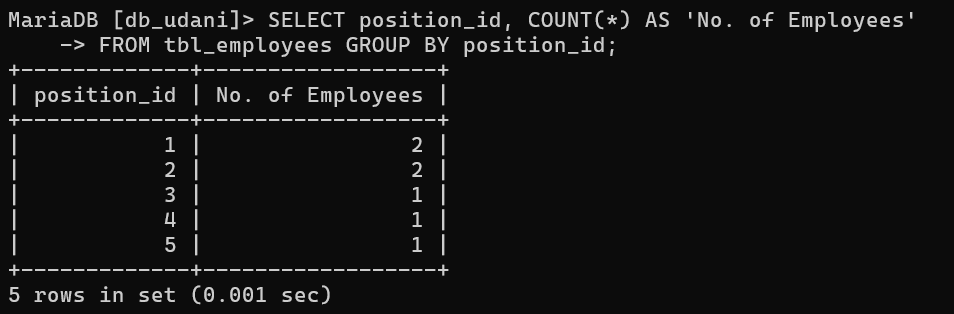 MariaDB [db_udani]> SELECT position_id, COUNT(*) AS 'No. of Employees'
    -> FROM tbl_employees GROUP BY position_id;
+-------------+------------------+
| position_id | No. of Employees |
+-------------+------------------+
|           1 |                2 |
|           2 |                2 |
|           3 |                1 |
|           4 |                1 |
|           5 |                1 |
+-------------+------------------+
5 rows in set (0.001 sec)